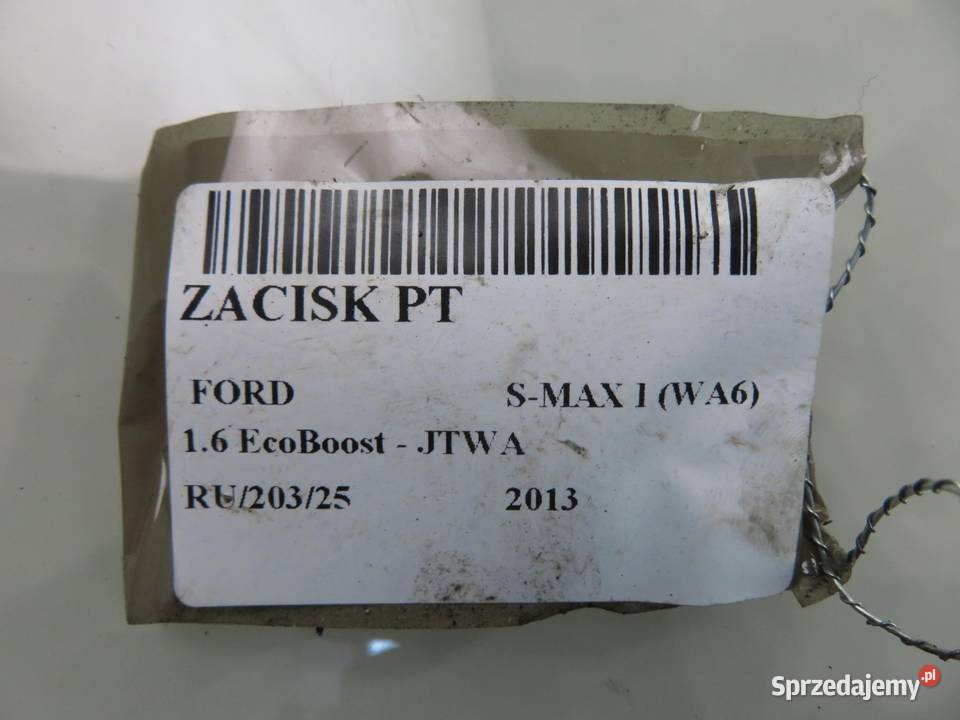 ZACISK PT
FORD S-MAX I (WA6)
1.6 EcoBoost - JTWA
RU/203/25 2013
Sprzedajemy.pl